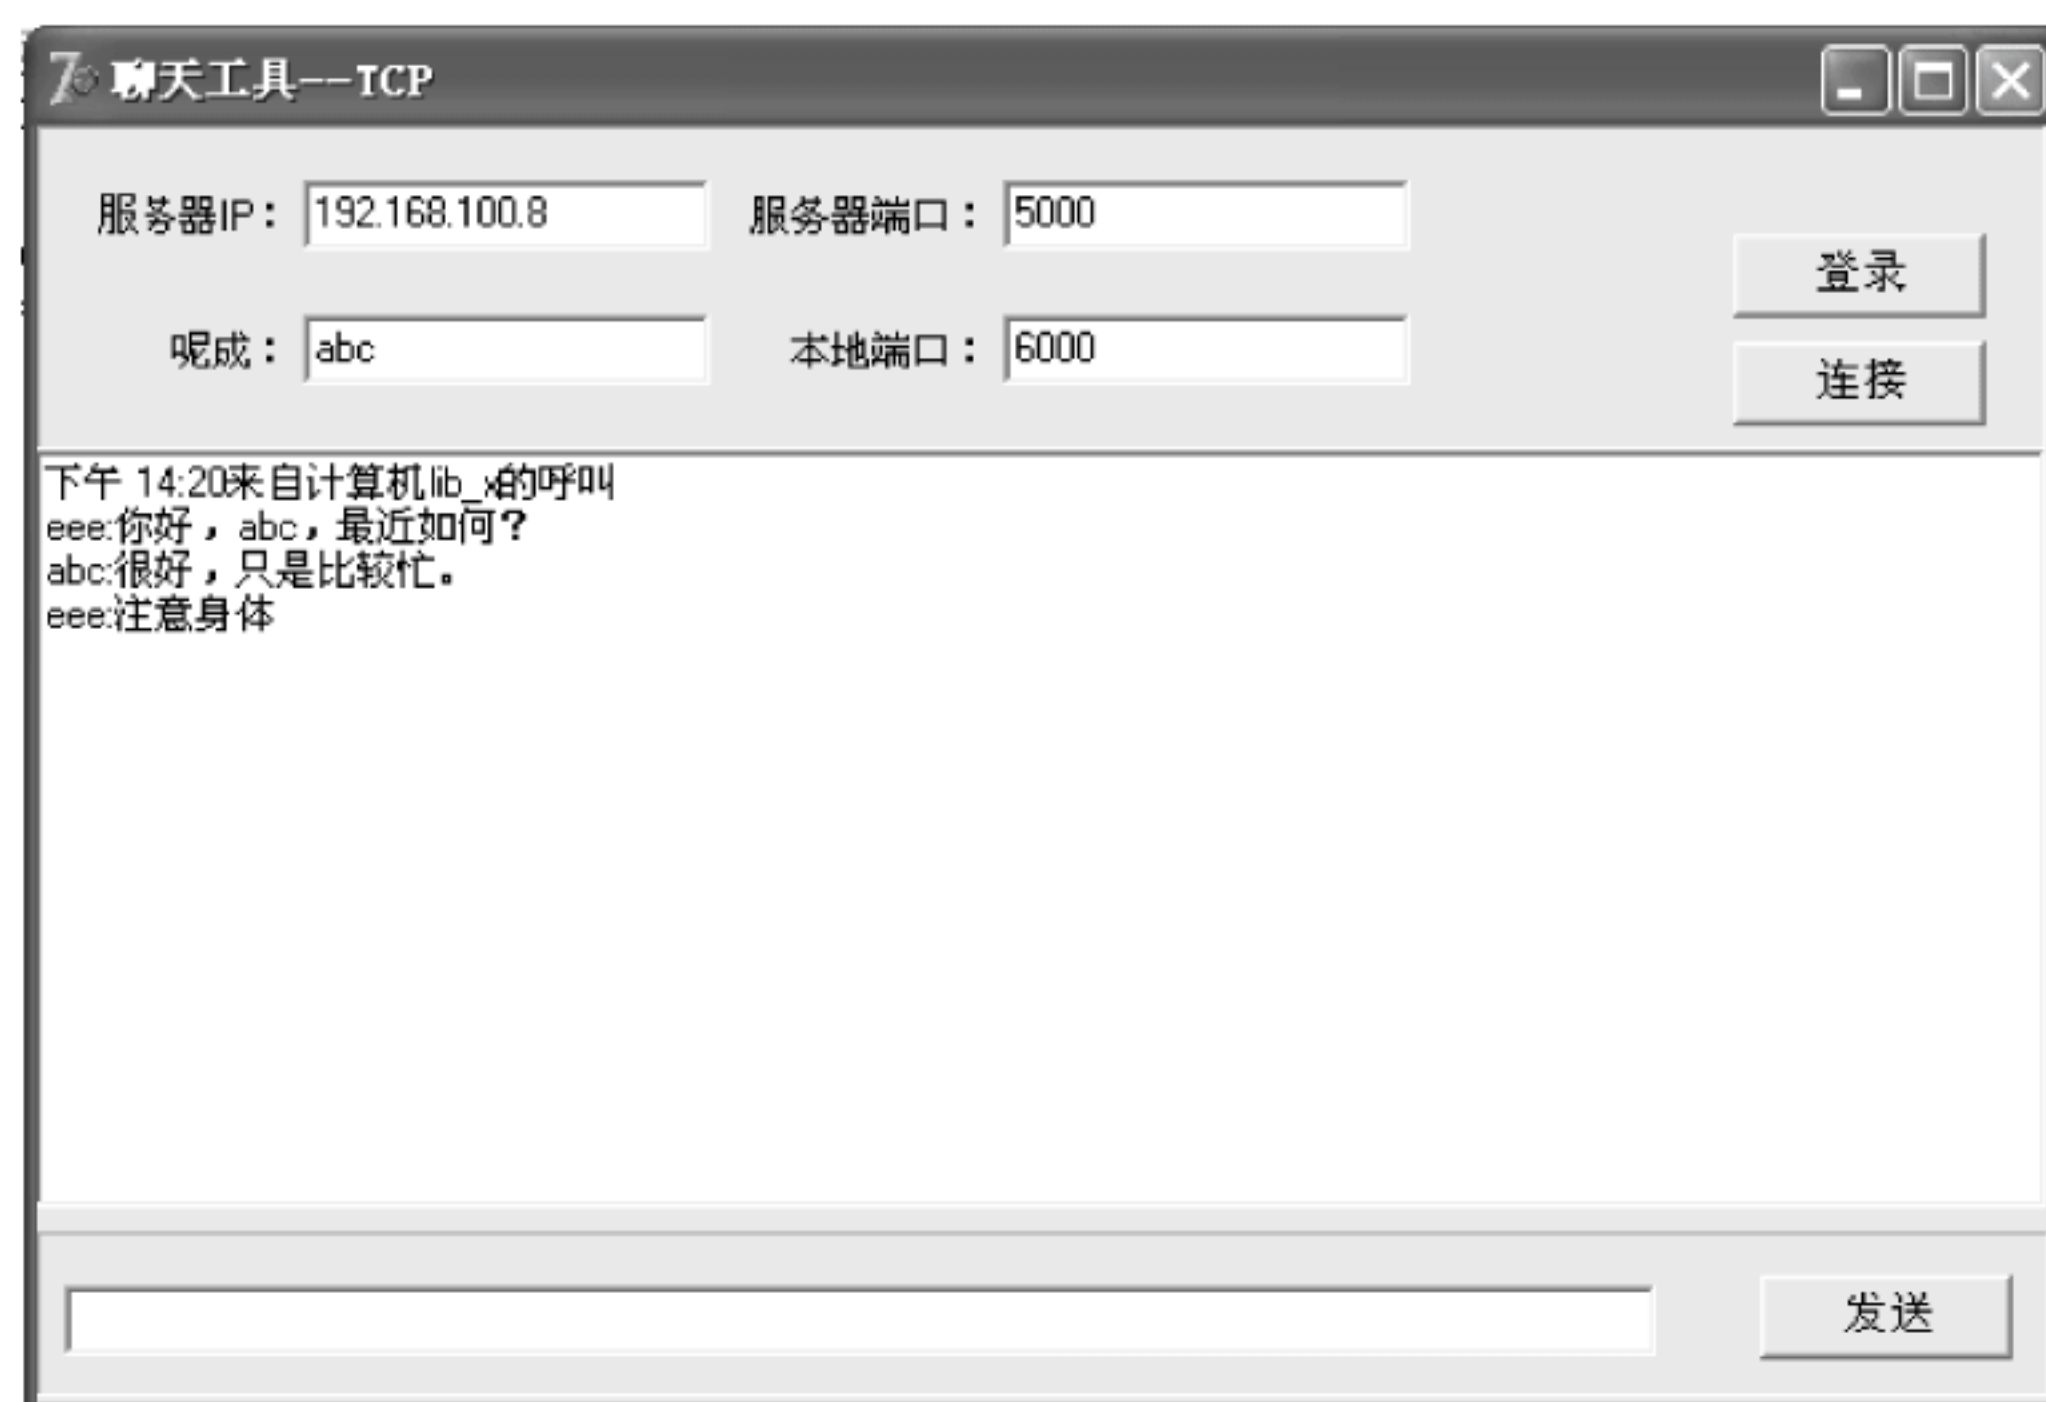 聊天工具--TCP
服务器IP： 192.168.100.8 服务器端口： 5000
登录
呢成： abc 本地端口： 6000
连接
下午 14:20来自计算机lib_x的呼叫
eee:你好，abc，最近如何？
abc:很好，只是比较忙。
eee:注意身体
发送